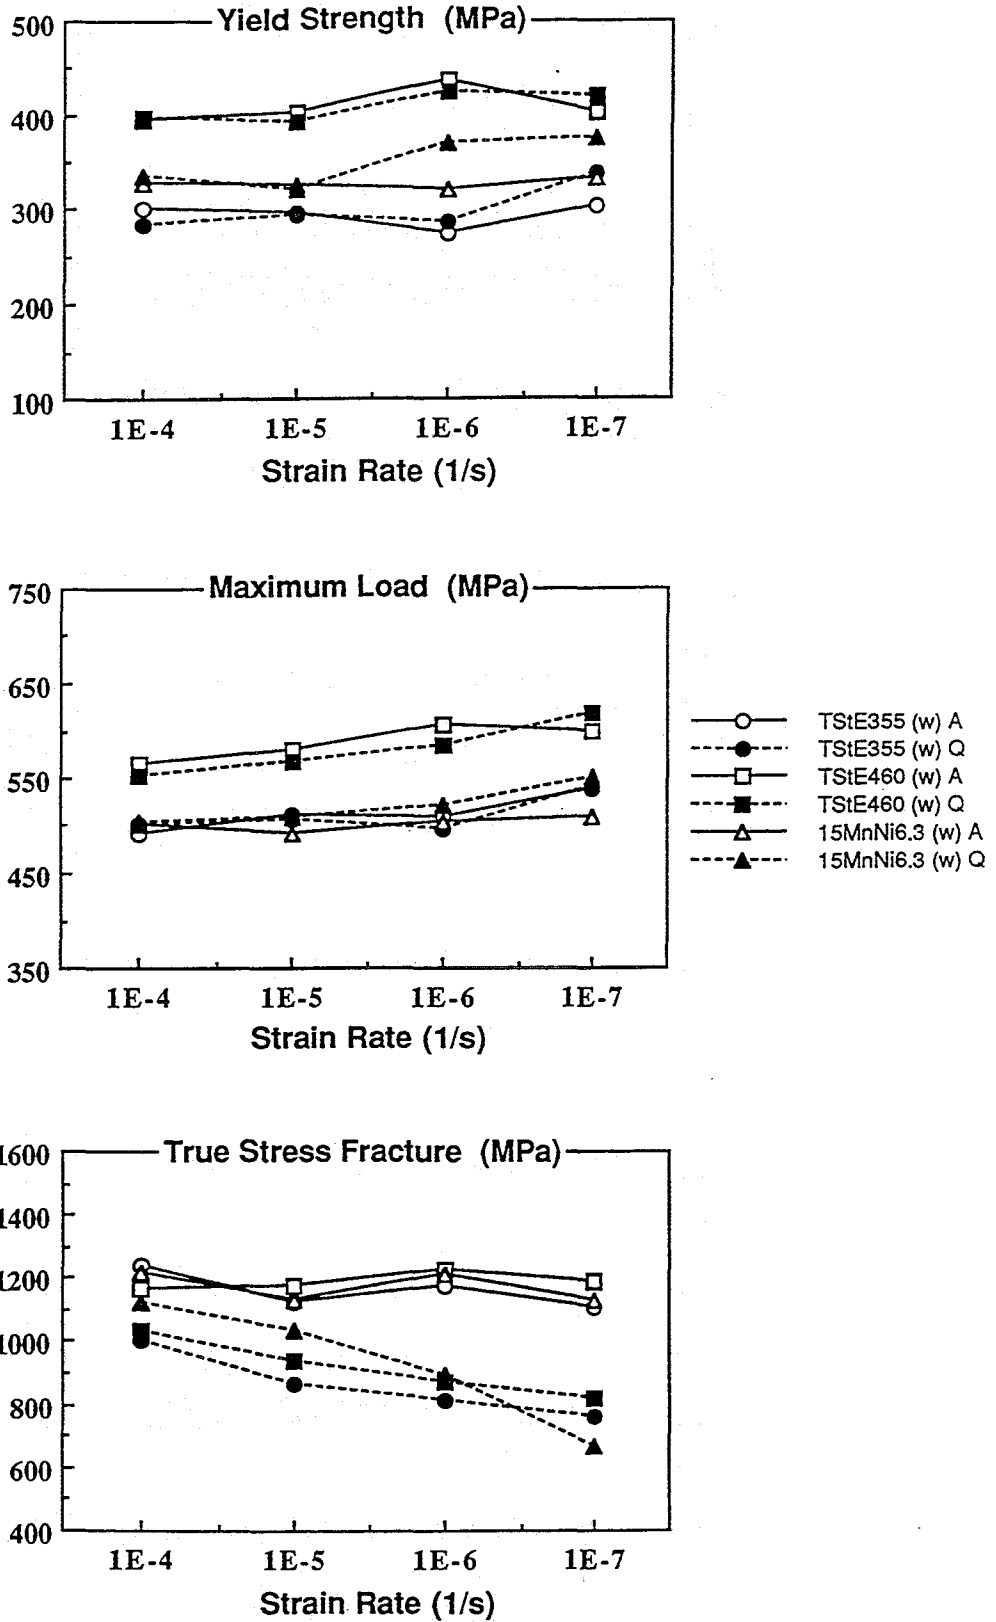 Yield Strength (MPa)
500
400
300
200
100
1E-4 1E-5 1E-6 1E-7
Strain Rate (1/s)
Maximum Load (MPa)
750
650
550
450
350
1E-4 1E-5 1E-6 1E-7
Strain Rate (1/s)
TStE355 (w) A
TStE355 (w) Q
TStE460 (w) A
TStE460 (w) Q
15MnNi6.3 (w) A
15MnNi6.3 (w) Q
True Stress Fracture (MPa)
1600
1400
1200
1000
800
600
400
1E-4 1E-5 1E-6 1E-7
Strain Rate (1/s)